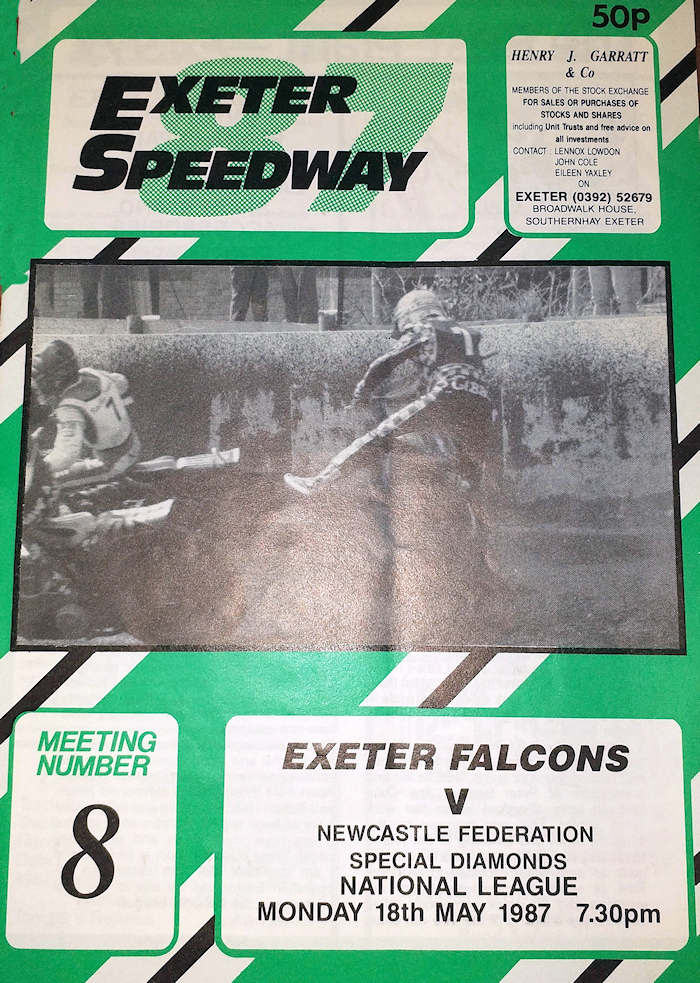 50p
EXETER
SPEEDWAY
87
HENRY J. GARRATT
& Co
MEMBERS OF THE STOCK EXCHANGE
FOR SALES OR PURCHASES OF
STOCKS AND SHARES
including Unit Trusts and free advice on
all investments
CONTACT : LENNOX LOWDON
JOHN COLE
EILEEN YAXLEY
ON
EXETER (0392) 52679
BROADWALK HOUSE,
SOUTHERNHAY EXETER
MEETING
NUMBER
8
EXETER FALCONS
V
NEWCASTLE FEDERATION
SPECIAL DIAMONDS
NATIONAL LEAGUE
MONDAY 18th MAY 1987 7.30pm